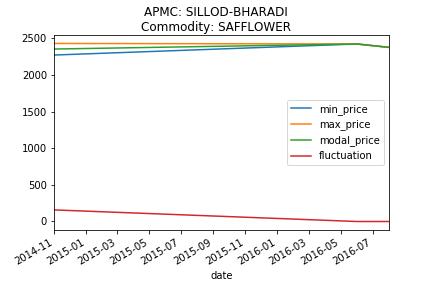 APMC: SILLOD-BHARADI
Commodity: SAFFLOWER
2500
2000
1500
1000
500
0
min_price
max_price
modal_price
fluctuation
2014-11
2015-01
2015-03
2015-05
2015-07
2015-09
2015-11
2016-01
2016-03
2016-05
2016-07
date